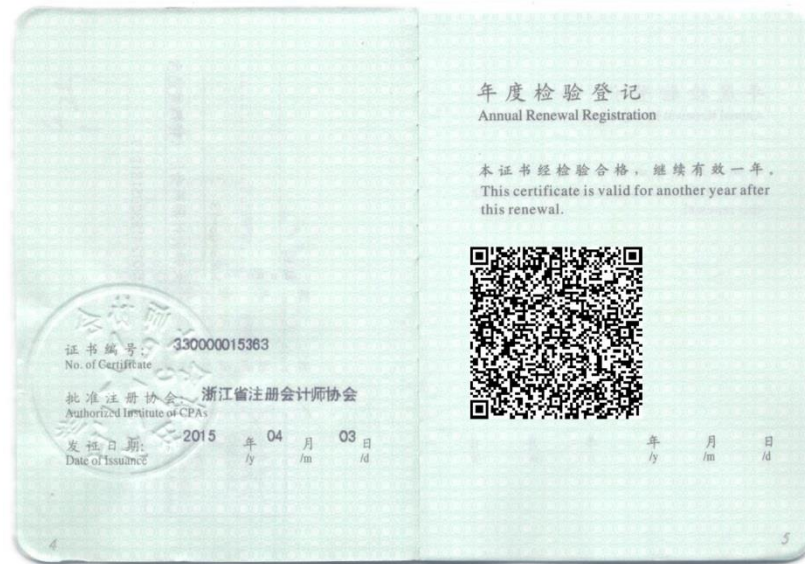 证书编号: 330000015363
No. of Certificate
批准注册协会: 浙江省注册会计师协会
Authorized Institute of CPAs
发证日期: 2015 年 04 月 03 日
Date of Issuance /y /m /d
4
年度检验登记
Annual Renewal Registration
本证书经检验合格，继续有效一年。
This certificate is valid for another year after
this renewal.
年 月 日
/y /m /d
5